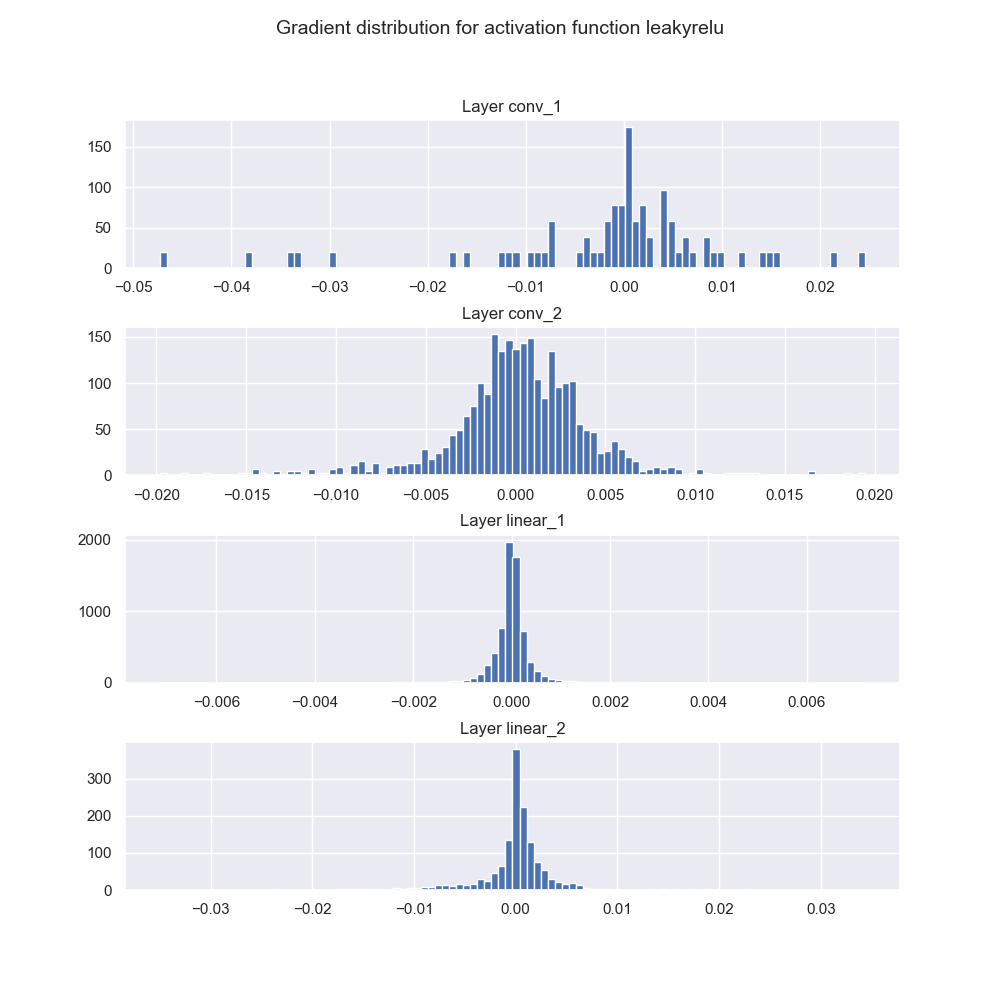 Gradient distribution for activation function leakyrelu
Layer conv_1
150
100
50
0
−0.05 −0.04 −0.03 −0.02 −0.01 0.00 0.01 0.02
Layer conv_2
150
100
50
0
−0.020 −0.015 −0.010 −0.005 0.000 0.005 0.010 0.015 0.020
Layer linear_1
2000
1000
0
−0.006 −0.004 −0.002 0.000 0.002 0.004 0.006
Layer linear_2
300
200
100
0
−0.03 −0.02 −0.01 0.00 0.01 0.02 0.03